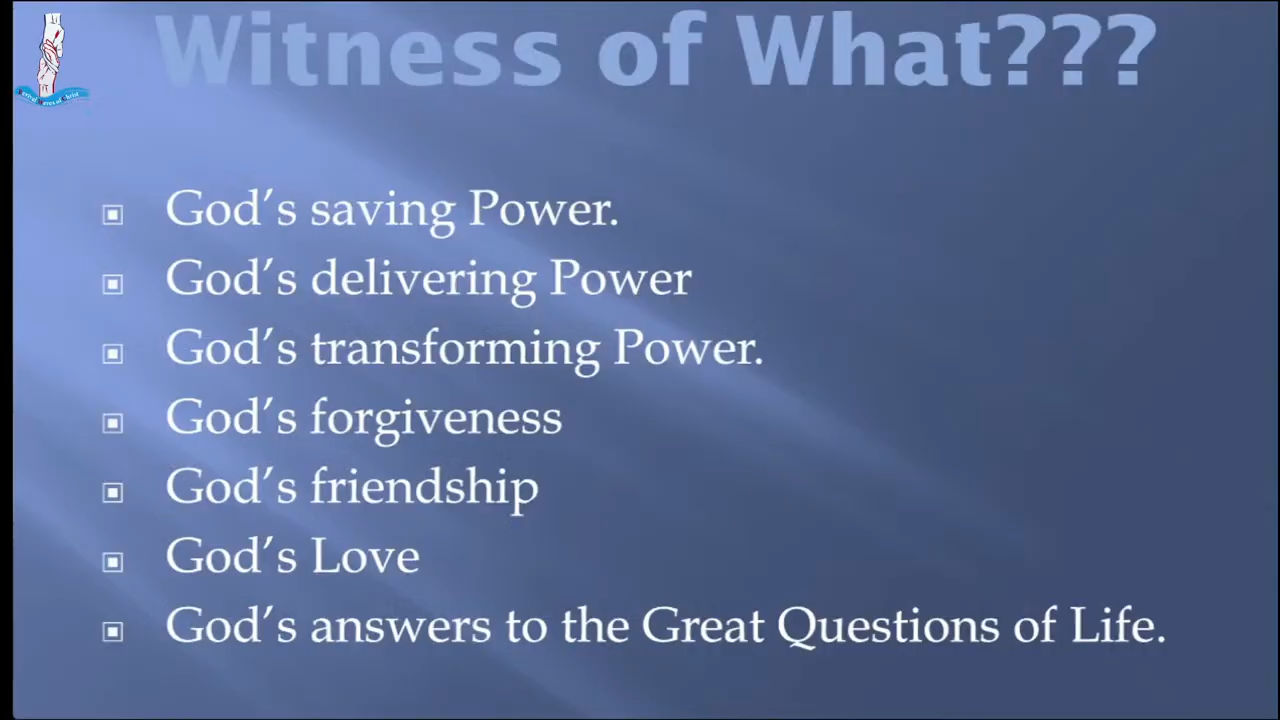 Witness of What???
God's saving Power.
God's delivering Power
God's transforming Power.
God's forgiveness
God's friendship
God's Love
God's answers to the Great Questions of Life.